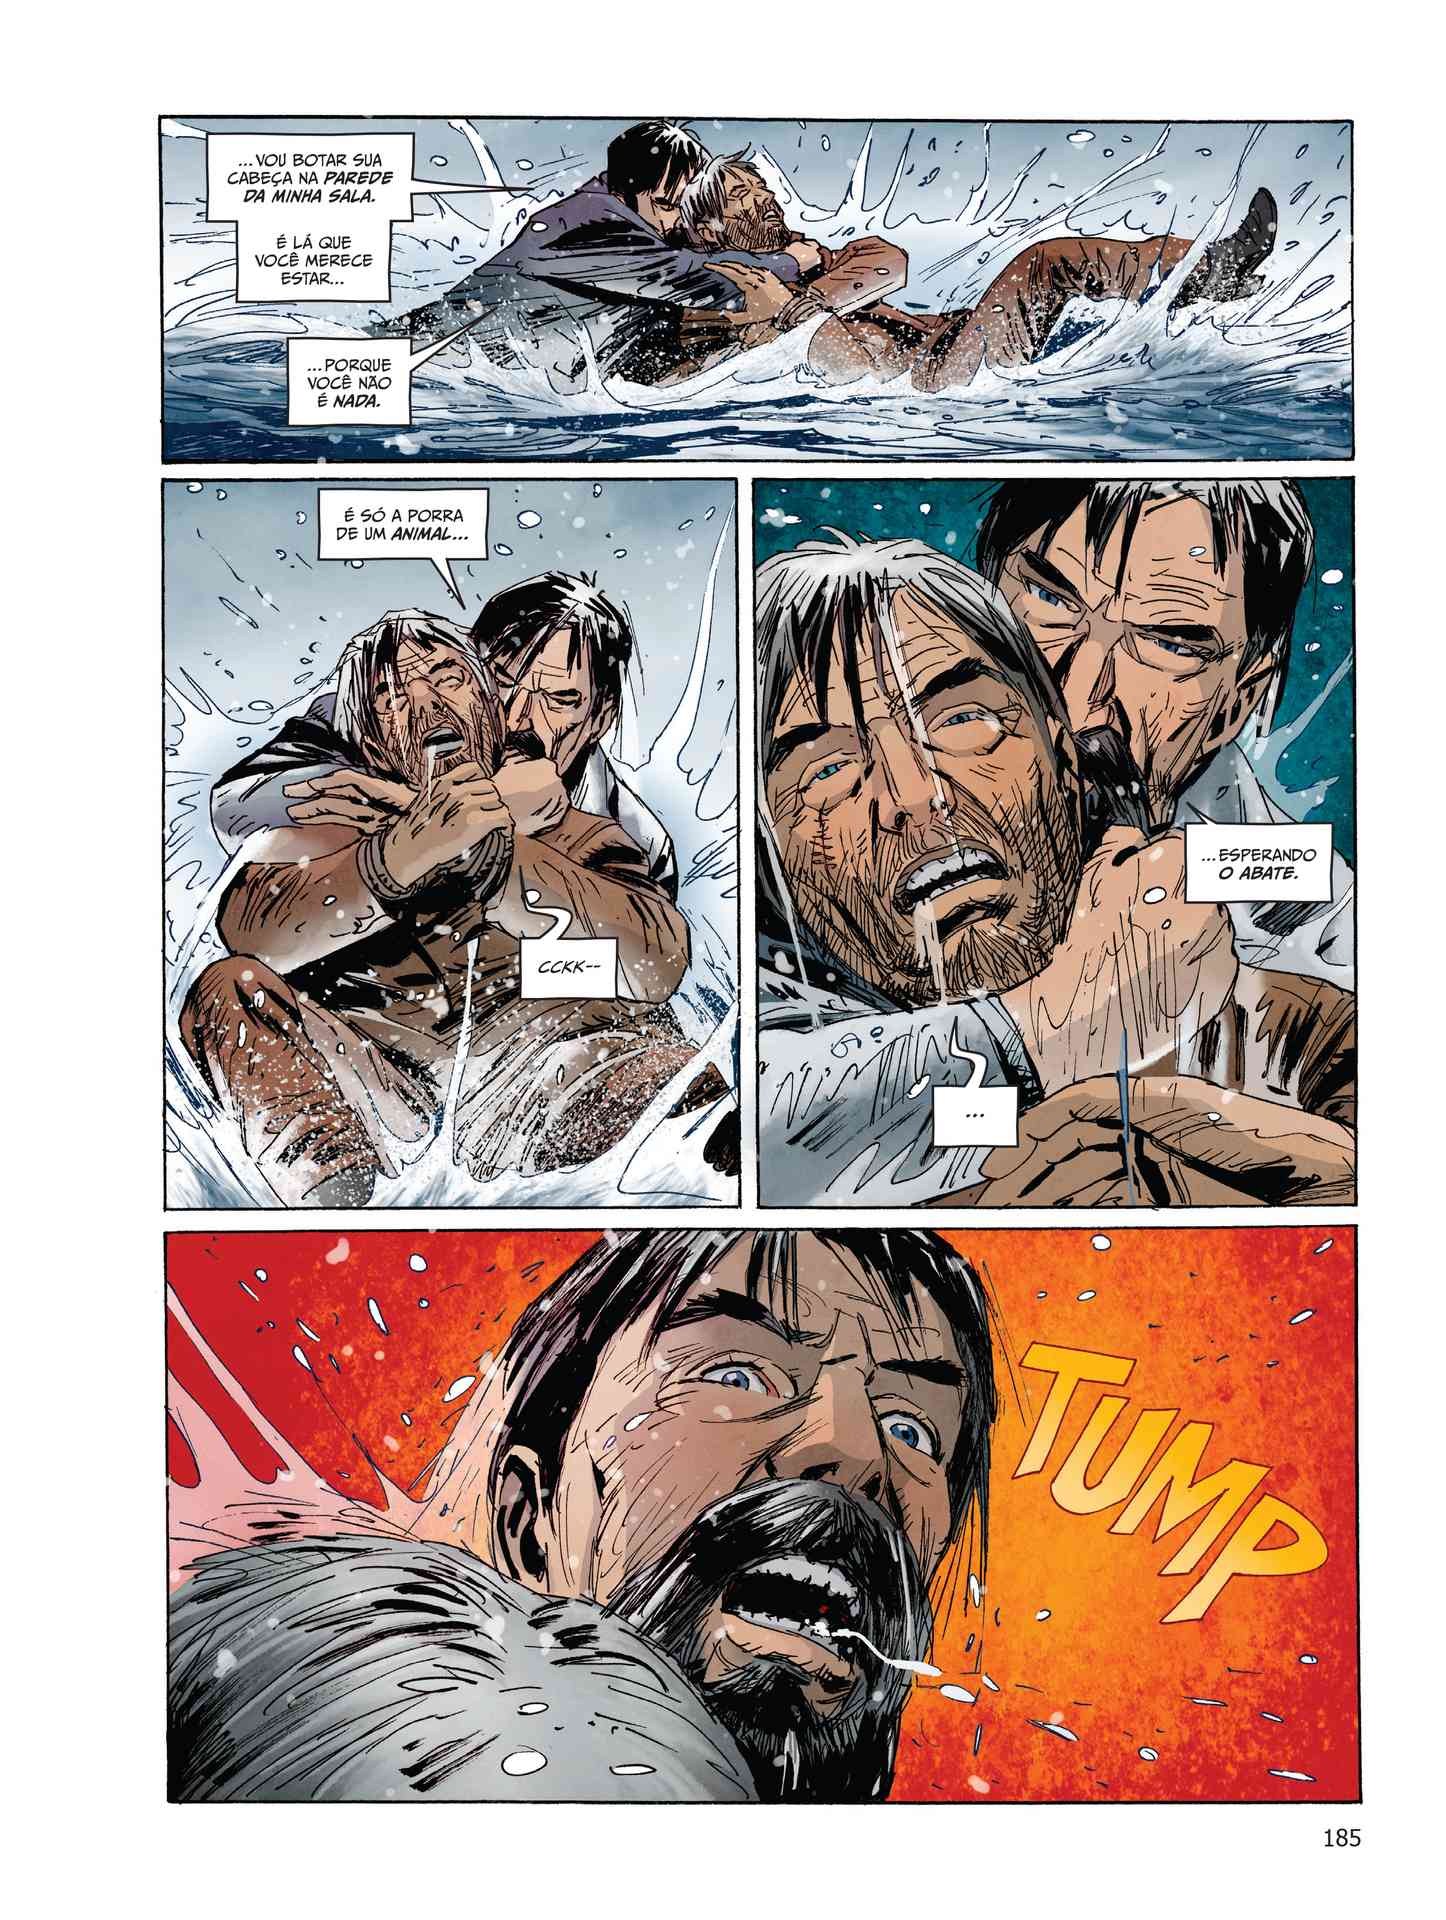 ...VOU BOTAR SUA
CABEÇA NA PAREDE
DA MINHA SALA.
É LÁ QUE
VOCÊ MERECE
ESTAR...
...PORQUE
VOCÊ NÃO
É NADA.
É SÓ A PORRA
DE UM ANIMAL...
CCKK--
...ESPERANDO
O ABATE.
...
TUMP
185